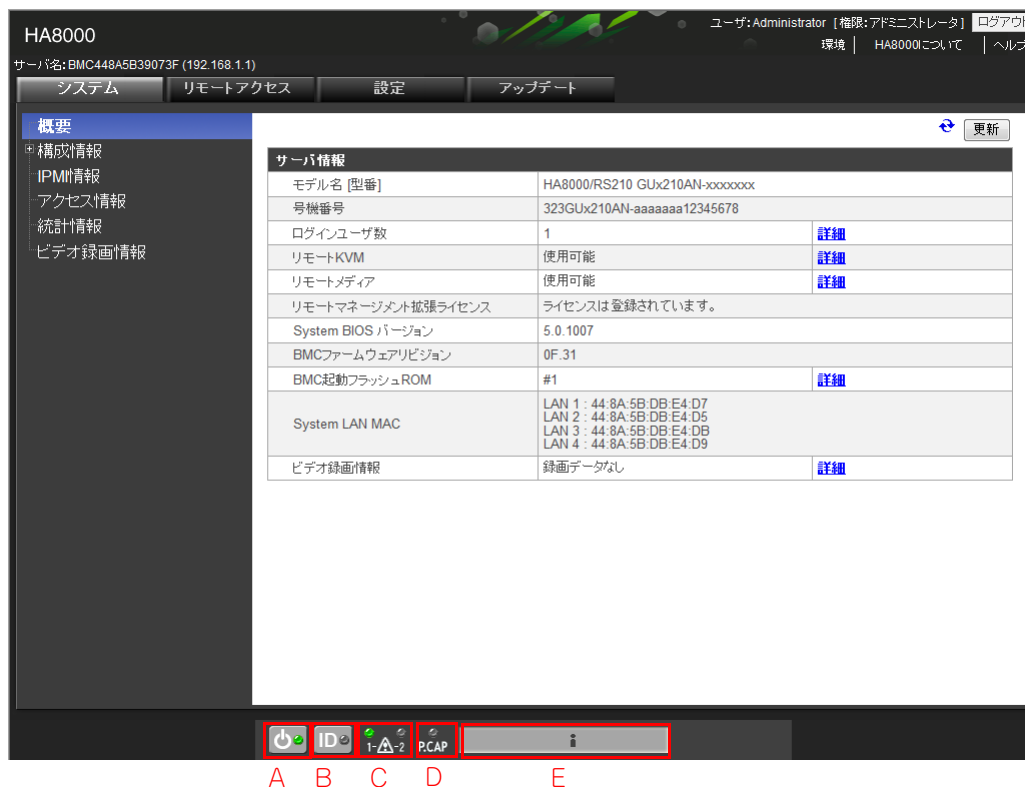 HA8000
ユーザ:Administrator [権限:アドミニストレータ] ログアウト
環境 HA8000について ヘルプ
サーバ名:BMC448A5B39073F (192.168.1.1)
システム リモートアクセス 設定 アップデート
概要
構成情報
IPMI情報
アクセス情報
統計情報
ビデオ録画情報
更新
サーバ情報
モデル名 [型番] HA8000/RS210 GUx210AN-xxxxxxx
号機番号 323GUx210AN-aaaaaaa12345678
ログインユーザ数 1 詳細
リモートKVM 使用可能 詳細
リモートメディア 使用可能 詳細
リモートマネージメント拡張ライセンス ライセンスは登録されています。
System BIOS バージョン 5.0.1007
BMCファームウェアリビジョン 0F.31
BMC起動フラッシュROM #1 詳細
System LAN MAC
LAN 1 : 44:8A:5B:DB:E4:D7
LAN 2 : 44:8A:5B:DB:E4:D5
LAN 3 : 44:8A:5B:DB:E4:DB
LAN 4 : 44:8A:5B:DB:E4:D9
ビデオ録画情報 録画データなし 詳細
ID 1-2 P.CAP i
A B C D E